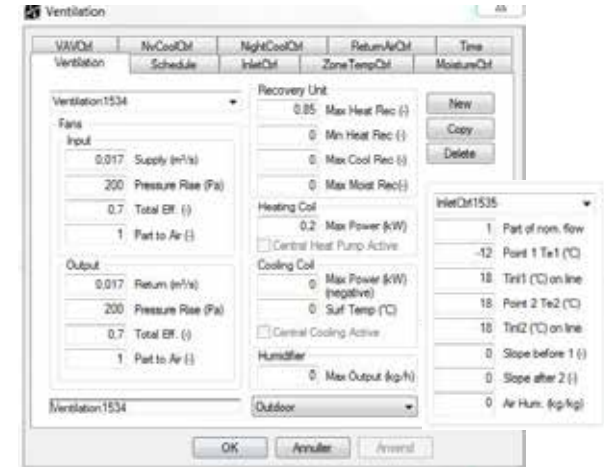 Ventilation
VAVCtrl NvCoolCtrl NightCoolCtrl ReturnAirCtrl Time
Ventilation Schedule InletCtrl ZoneTempCtrl MoistureCtrl
Ventilation1534
Fans
Input
0,017 Supply (m³/s)
200 Pressure Rise (Pa)
0,7 Total Eff. (-)
1 Part to Air (-)
Output
0,017 Return (m³/s)
200 Pressure Rise (Pa)
0,7 Total Eff. (-)
1 Part to Air (-)
Ventilation1534
Recovery Unit
0.85 Max Heat Rec (-)
0 Min Heat Rec (-)
0 Max Cool Rec (-)
0 Max Moist Rec(-)
Heating Coil
0.2 Max Power (kW)
Central Heat Pump Active
Cooling Coil
0 Max Power (kW)
(negative)
0 Surf Temp (°C)
Central Cooling Active
Humidifier
0 Max Output (kg/h)
Outdoor
New
Copy
Delete
InletCtrl1535
1 Part of nom. flow
-12 Point 1 Te1 (°C)
18 Tinl1 (°C) on line
18 Point 2 Te2 (°C)
18 Tinl2 (°C) on line
0 Slope before 1 (-)
0 Slope after 2 (-)
0 Air Hum. (kg/kg)
OK Annuller Anvend